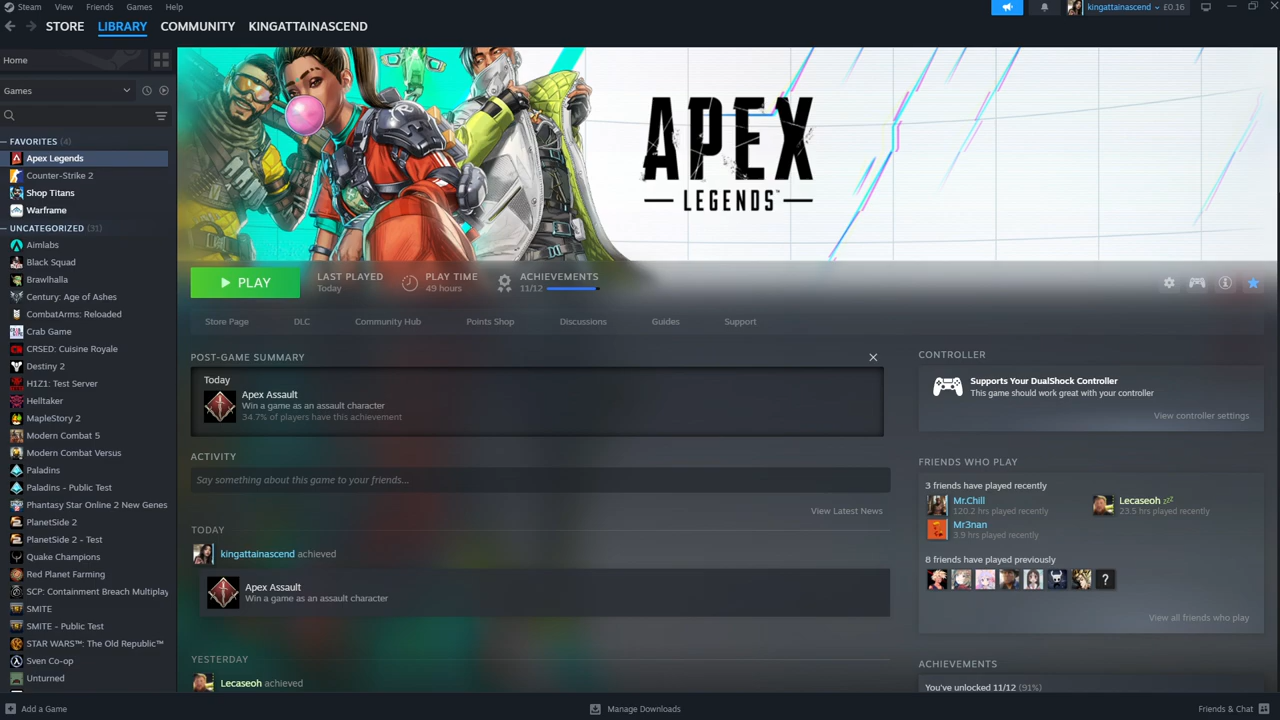 Steam View Friends Games Help
kingattainascend £0.16
STORE LIBRARY COMMUNITY KINGATTAINASCEND
Home
Games
FAVORITES (4)
Apex Legends
Counter-Strike 2
Shop Titans
Warframe
UNCATEGORIZED (31)
Aimlabs
Black Squad
Brawlhalla
Century: Age of Ashes
CombatArms: Reloaded
Crab Game
CRSED: Cuisine Royale
Destiny 2
H1Z1: Test Server
Helltaker
MapleStory 2
Modern Combat 5
Modern Combat Versus
Paladins
Paladins - Public Test
Phantasy Star Online 2 New Genes
PlanetSide 2
PlanetSide 2 - Test
Quake Champions
Red Planet Farming
SCP: Containment Breach Multiplay
SMITE
SMITE - Public Test
STAR WARS™: The Old Republic™
Sven Co-op
Unturned
APEX
LEGENDS™
PLAY
LAST PLAYED
Today
PLAY TIME
49 hours
ACHIEVEMENTS
11/12
Store Page DLC Community Hub Points Shop Discussions Guides Support
POST-GAME SUMMARY
Today
Apex Assault
Win a game as an assault character
34.7% of players have this achievement
ACTIVITY
Say something about this game to your friends...
View Latest News
TODAY
kingattainascend achieved
Apex Assault
Win a game as an assault character
YESTERDAY
Lecaseoh achieved
CONTROLLER
Supports Your DualShock Controller
This game should work great with your controller
View controller settings
FRIENDS WHO PLAY
3 friends have played recently
Mr.Chill
120.2 hrs played recently
Lecaseoh zzz
23.5 hrs played recently
Mr3nan
3.9 hrs played recently
8 friends have played previously
?
View all friends who play
ACHIEVEMENTS
You've unlocked 11/12 (91%)
Add a Game
Manage Downloads
Friends & Chat